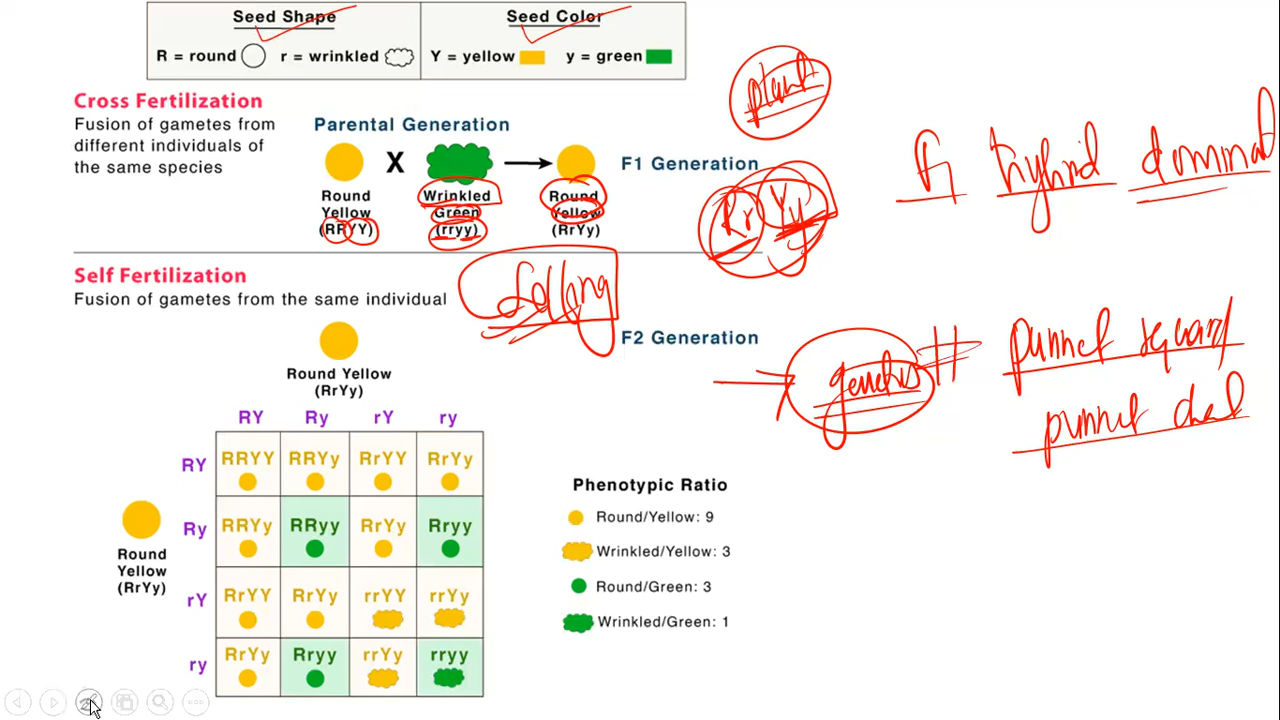 Seed Shape
R = round r = wrinkled
Seed Color
Y = yellow y = green
plant
Cross Fertilization
Fusion of gametes from
different individuals of
the same species
Parental Generation
X
F1 Generation
Round
Yellow
(RRYY)
Wrinkled
Green
(rryy)
Round
Yellow
(RrYy)
Rr Yy
F1 hybrid dominant
Self Fertilization
Fusion of gametes from the same individual
Selfing
F2 Generation
Round Yellow
(RrYy)
punnet square/
punnet
RY Ry rY ry
RY RRYY RRYy RrYY RrYy
Ry RRYy RRyy RrYy Rryy
rY RrYY RrYy rrYY rrYy
ry RrYy Rryy rrYy rryy
Round
Yellow
(RrYy)
Phenotypic Ratio
Round/Yellow: 9
Wrinkled/Yellow: 3
Round/Green: 3
Wrinkled/Green: 1